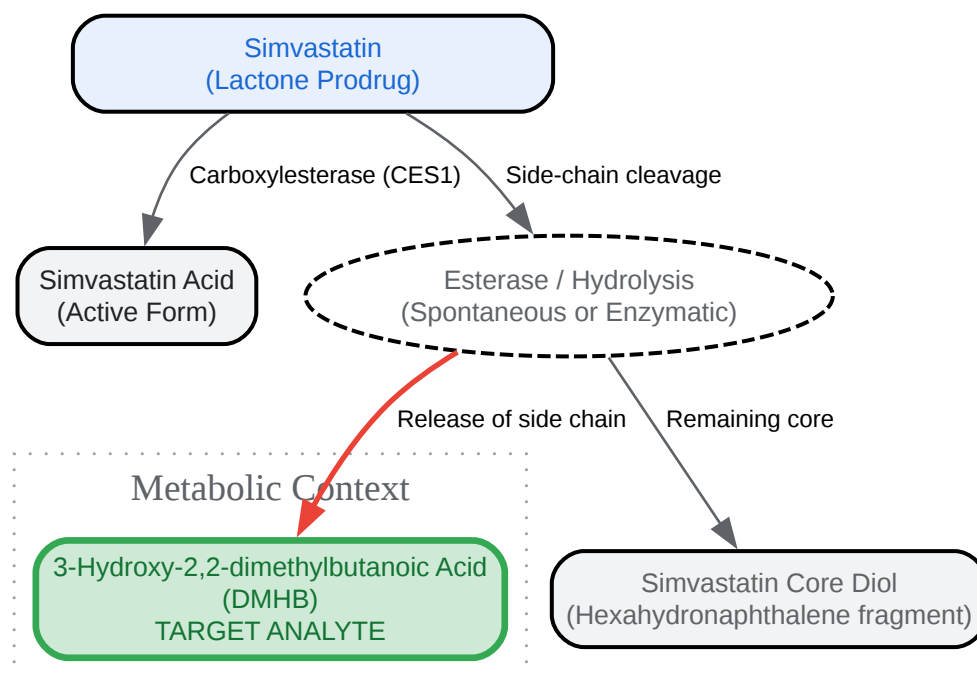 Simvastatin
(Lactone Prodrug)
Carboxylesterase (CES1)
Side-chain cleavage
Simvastatin Acid
(Active Form)
Esterase / Hydrolysis
(Spontaneous or Enzymatic)
Release of side chain
Remaining core
Metabolic Context
3-Hydroxy-2,2-dimethylbutanoic Acid
(DMHB)
TARGET ANALYTE
Simvastatin Core Diol
(Hexahydronaphthalene fragment)